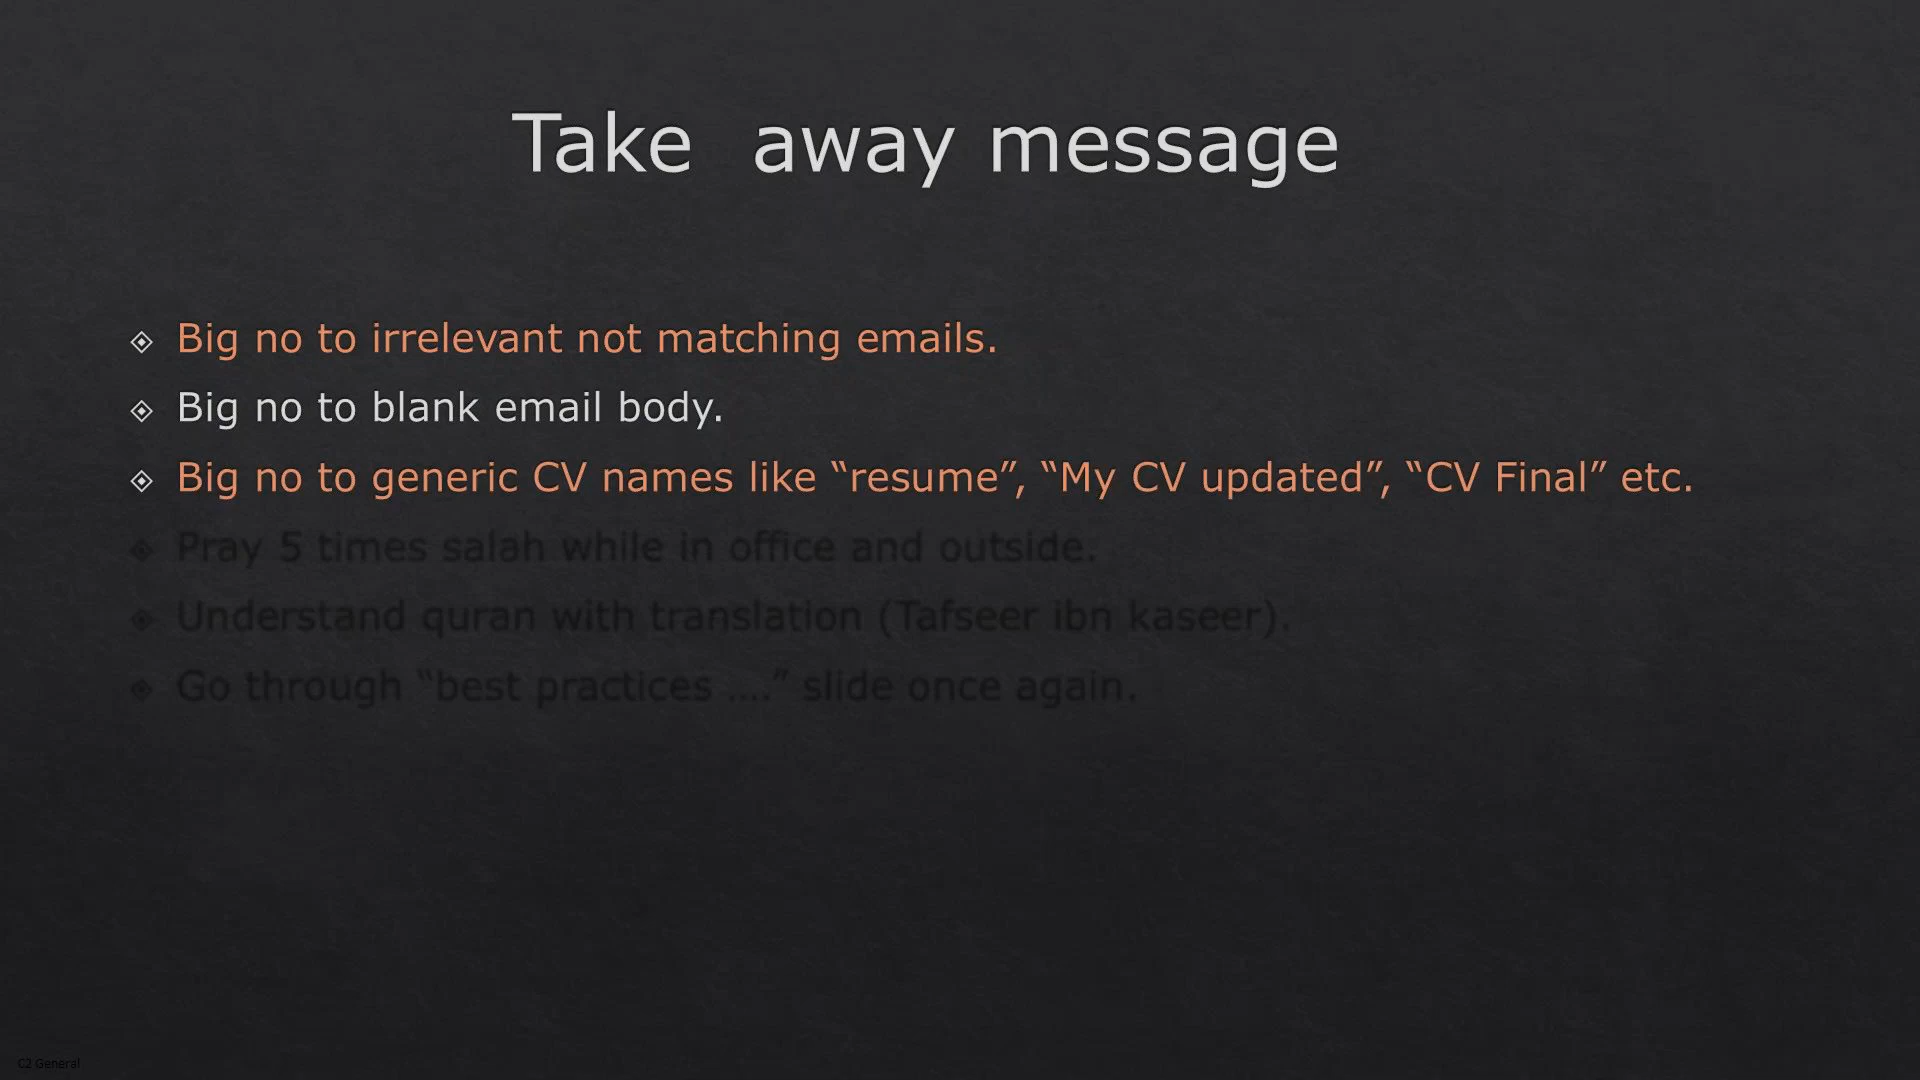 Take  away message
Big no to irrelevant not matching emails.
Big no to blank email body.
Big no to generic CV names like “resume”, “My CV updated”, “CV Final” etc.
Pray 5 times salah while in office and outside.
Understand quran with translation (Tafseer ibn kaseer).
Go through “best practices ….” slide once again.
C2 General